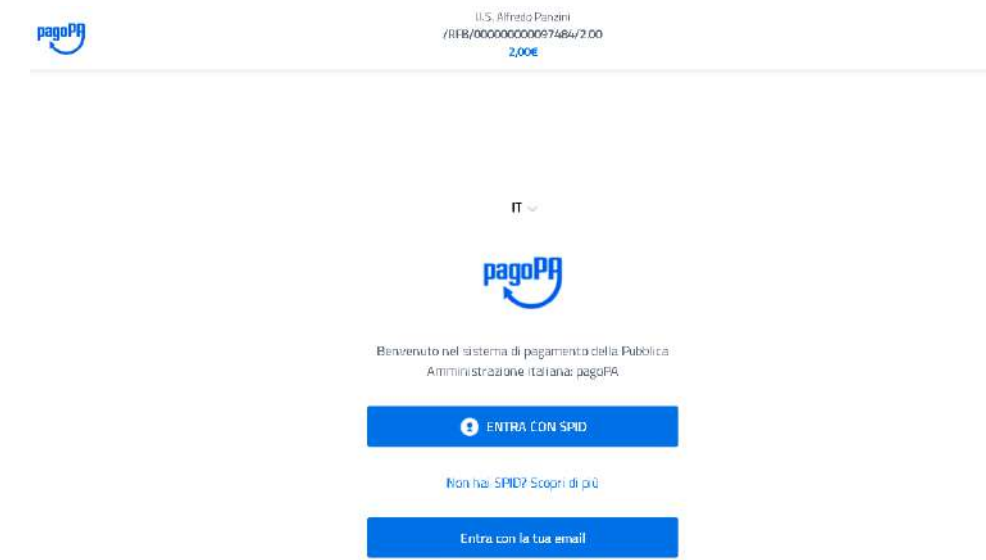 pagoPA
U.S. Alfredo Panzini
/RFB/000000000097484/2.00
2,00€
IT
pagoPA
Benvenuto nel sistema di pagamento della Pubblica
Amministrazione italiana: pagoPA
ENTRA CON SPID
Non hai SPID? Scopri di più
Entra con la tua email